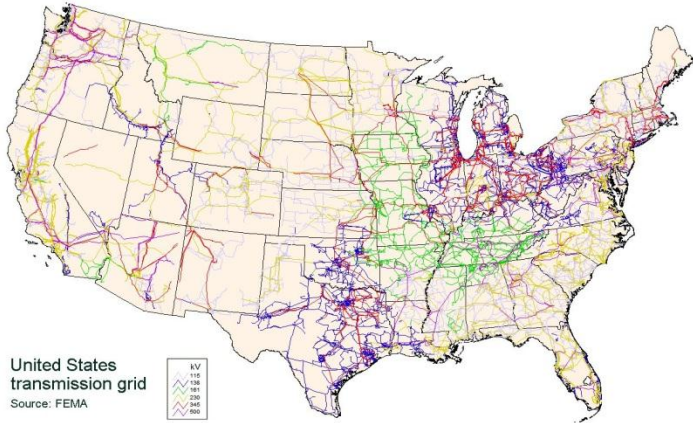 United States
transmission grid
Source: FEMA
kV
115
138
161
230
345
500